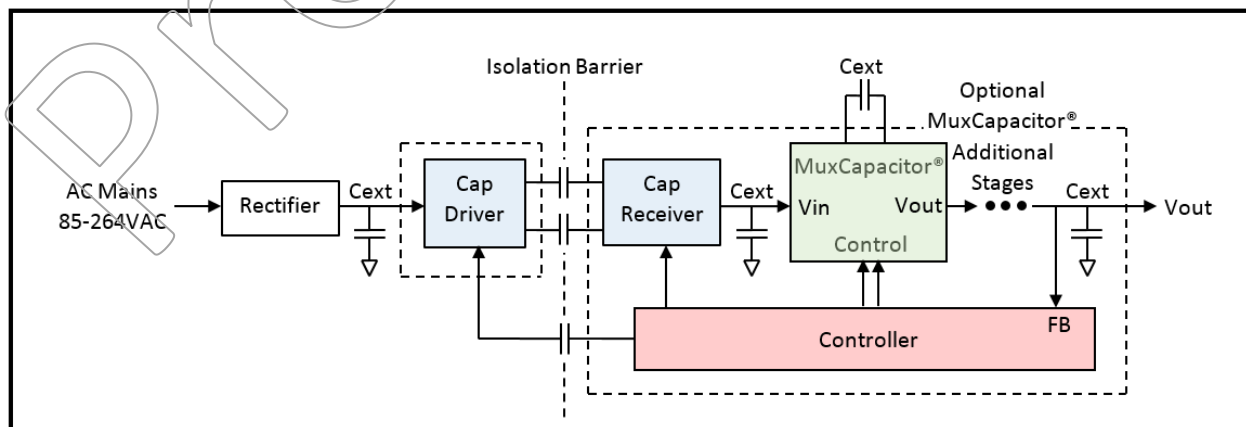 Isolation Barrier
Cext
Optional
MuxCapacitor®
Additional
Stages
AC Mains
85-264VAC
Rectifier
Cext
Cap
Driver
Cap
Receiver
Cext
MuxCapacitor®
Vin
Vout
Control
Cext
Vout
FB
Controller